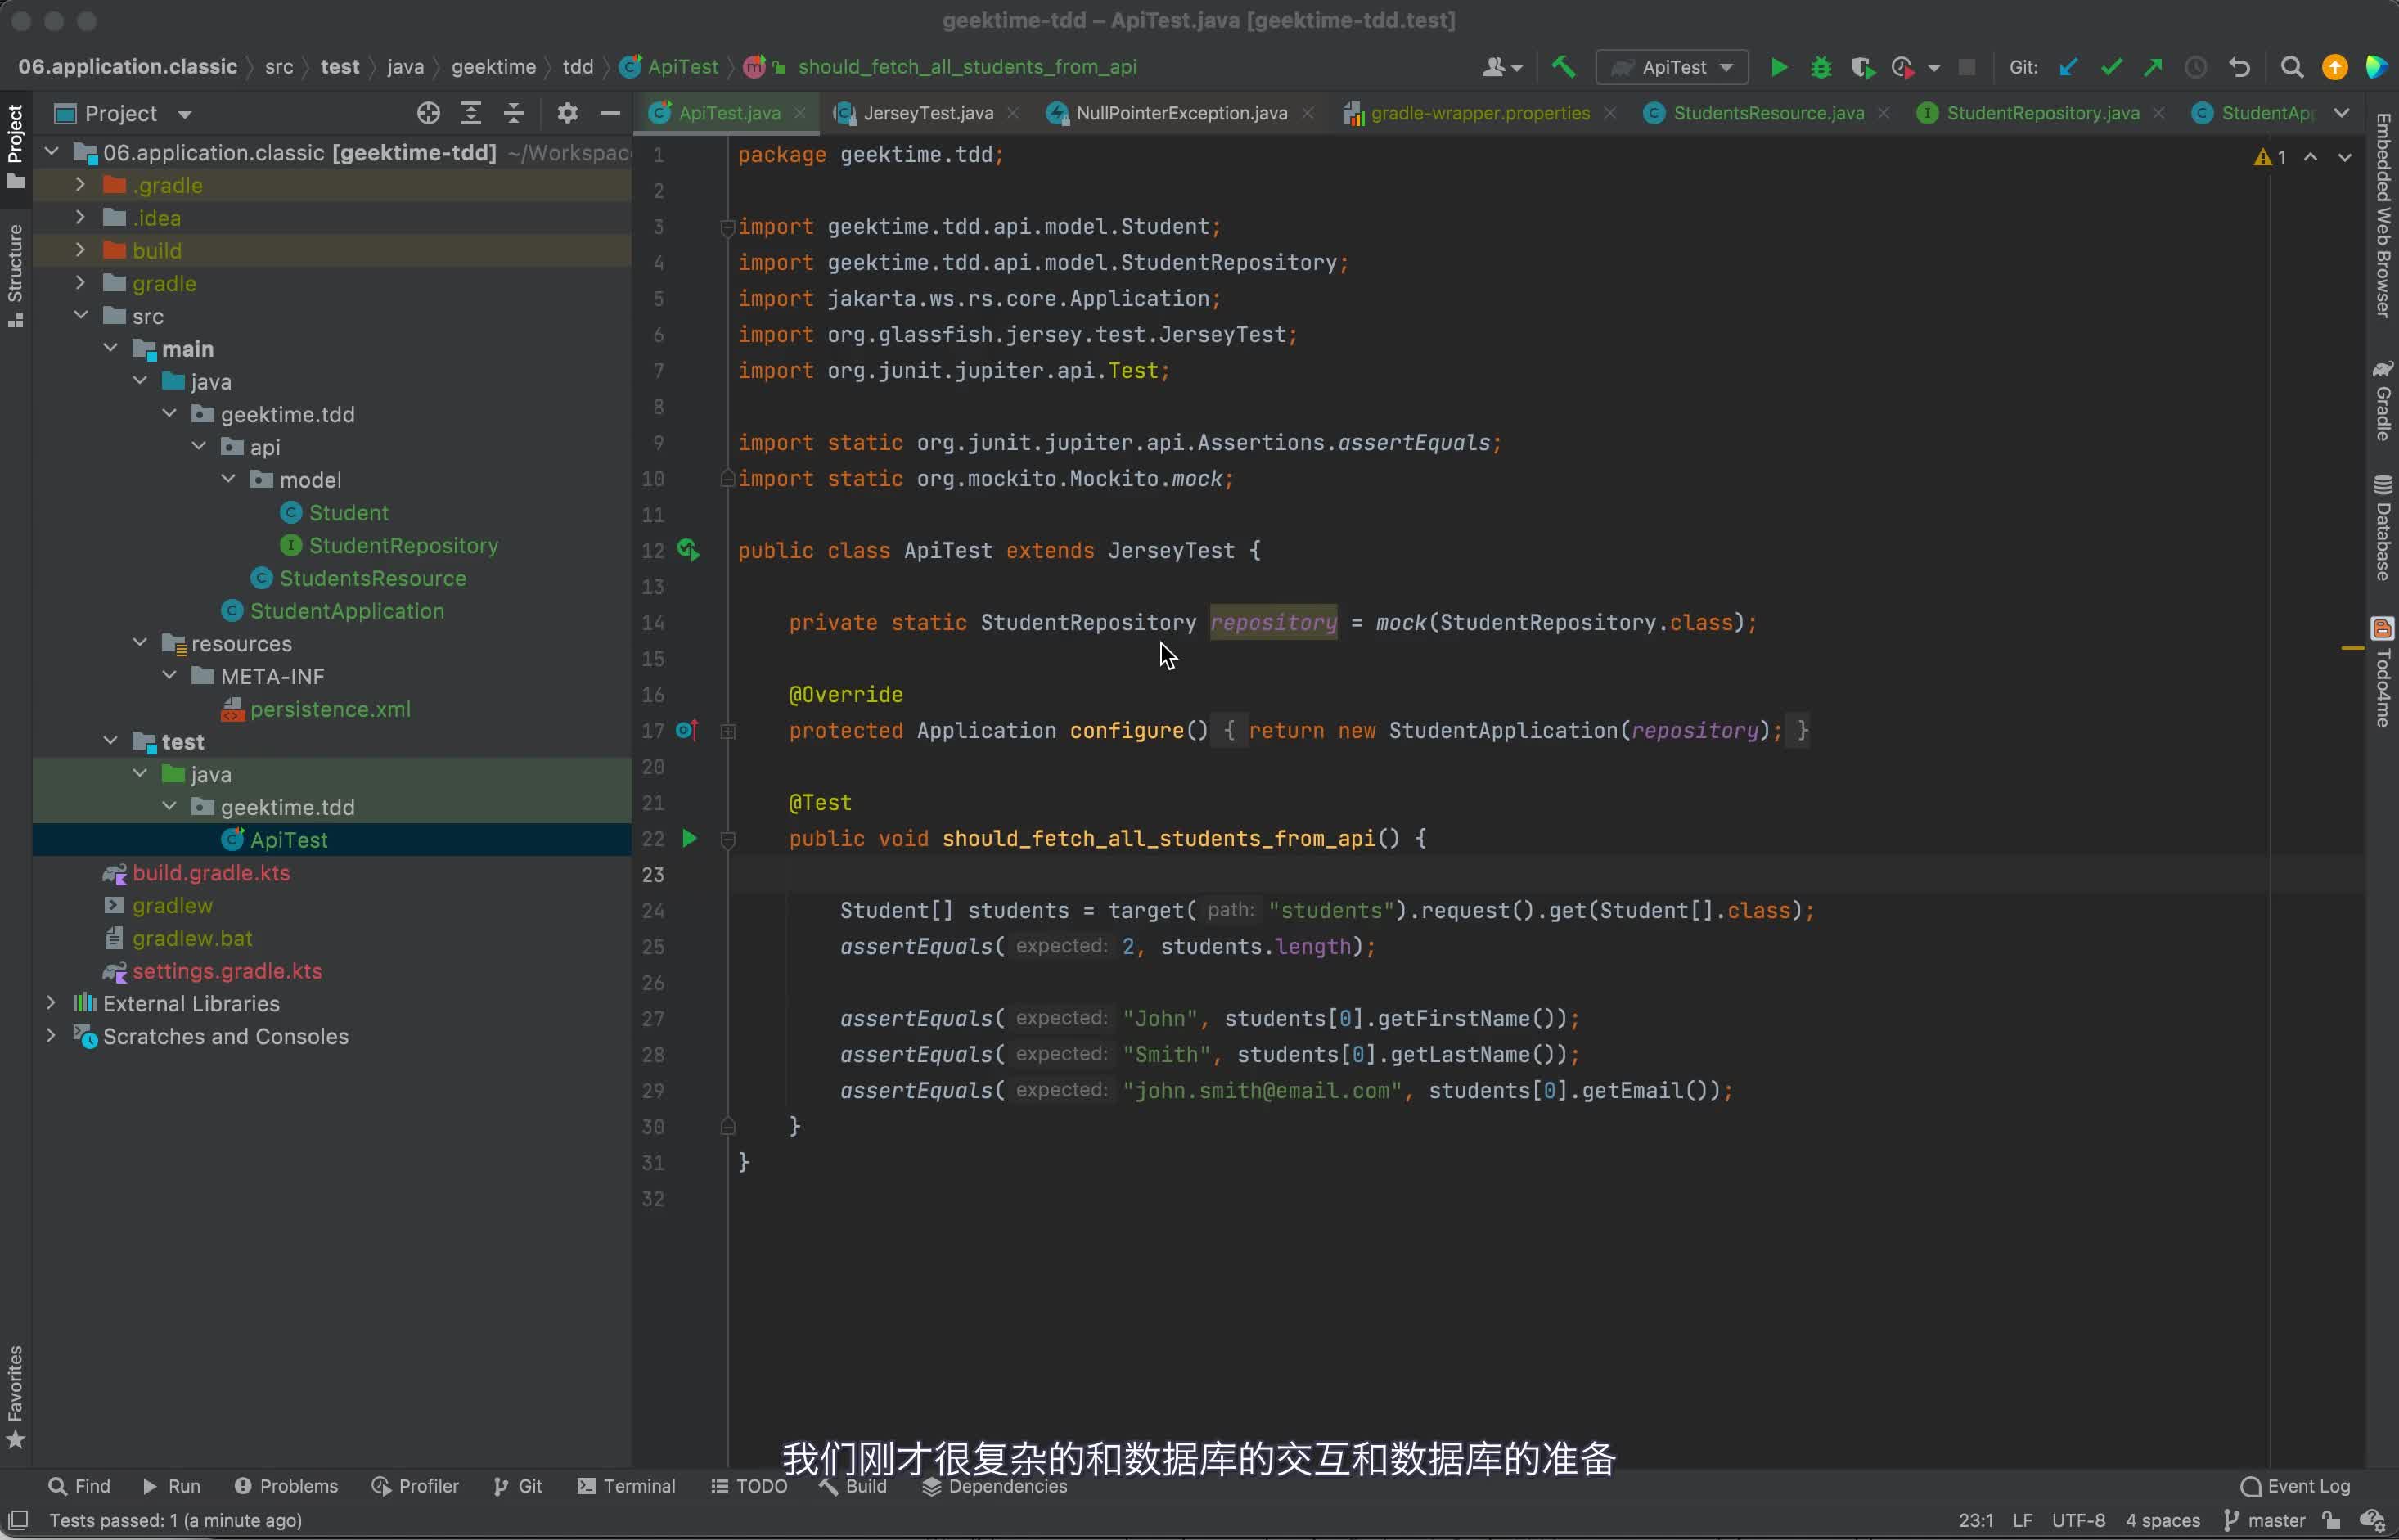 geektime-tdd – ApiTest.java [geektime-tdd.test]
06.application.classic src test java geektime tdd ApiTest should_fetch_all_students_from_api ApiTest Git:
Project
ApiTest.java JerseyTest.java NullPointerException.java gradle-wrapper.properties StudentsResource.java StudentRepository.java StudentAp
06.application.classic [geektime-tdd] ~/Workspac
.gradle
.idea
build
gradle
src
main
java
geektime.tdd
api
model
Student
StudentRepository
StudentsResource
StudentApplication
resources
META-INF
persistence.xml
test
java
geektime.tdd
ApiTest
build.gradle.kts
gradlew
gradlew.bat
settings.gradle.kts
External Libraries
Scratches and Consoles
Project
Structure
Favorites
1 package geektime.tdd;
2
3 import geektime.tdd.api.model.Student;
4 import geektime.tdd.api.model.StudentRepository;
5 import jakarta.ws.rs.core.Application;
6 import org.glassfish.jersey.test.JerseyTest;
7 import org.junit.jupiter.api.Test;
8
9 import static org.junit.jupiter.api.Assertions.assertEquals;
10 import static org.mockito.Mockito.mock;
11
12 public class ApiTest extends JerseyTest {
13
14 private static StudentRepository repository = mock(StudentRepository.class);
15
16 @Override
17 protected Application configure() { return new StudentApplication(repository); }
20
21 @Test
22 public void should_fetch_all_students_from_api() {
23
24 Student[] students = target( path: "students").request().get(Student[].class);
25 assertEquals( expected: 2, students.length);
26
27 assertEquals( expected: "John", students[0].getFirstName());
28 assertEquals( expected: "Smith", students[0].getLastName());
29 assertEquals( expected: "john.smith@email.com", students[0].getEmail());
30 }
31 }
32
1
Embedded Web Browser
Gradle
Database
Todo4me
我们刚才很复杂的和数据库的交互和数据库的准备
Find Run Problems Profiler Git Terminal TODO Build Dependencies Event Log
Tests passed: 1 (a minute ago) 23:1 LF UTF-8 4 spaces master